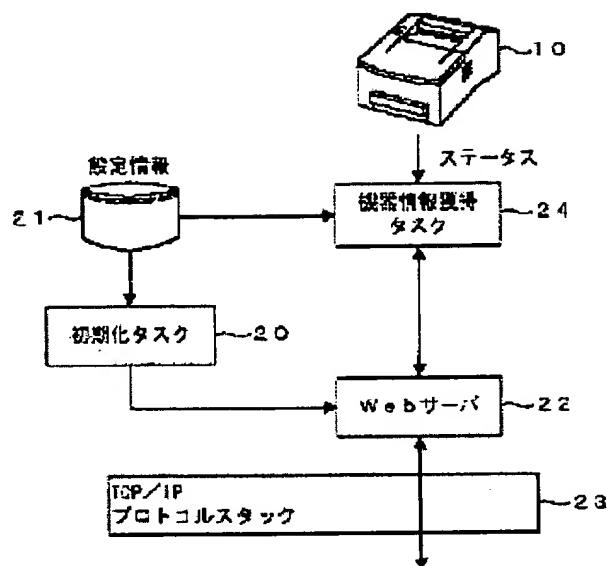 10
ステータス
設定情報
21
機器情報獲得
タスク
24
初期化タスク
20
Webサーバ
22
TCP/IP
プロトコルスタック
23